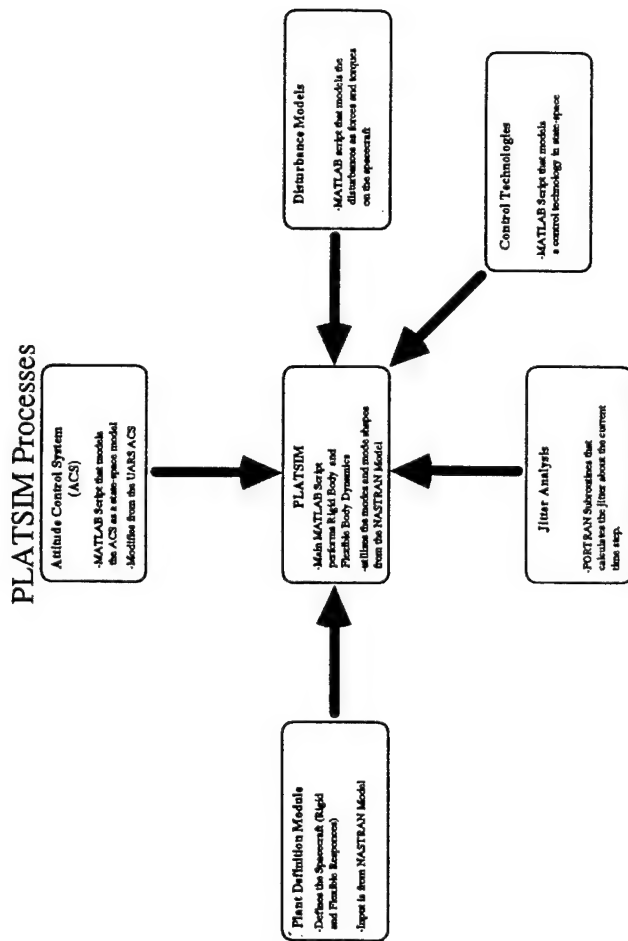 PLATSIM Processes
Attitude Control System
(ACS)
-MATLAB Script that models
the ACS as a state-space model
-Modifies from the UARS ACS
Plant Definition Module
-Defines the Spacecraft (Rigid
and Flexible Responses)
-Input is from NASTRAN Model
PLATSIM
-Main MATLAB Script
performs Rigid Body and
Flexible Body Dynamics
-utilizes the modes and mode shapes
from the NASTRAN Model
Disturbance Models
-MATLAB script that models the
disturbances as forces and torques
on the spacecraft
Jitter Analysis
-FORTRAN Subroutines that
calculates the jitter about the current
time step.
Control Technologies
-MATLAB Script that models
a control technology in state-space